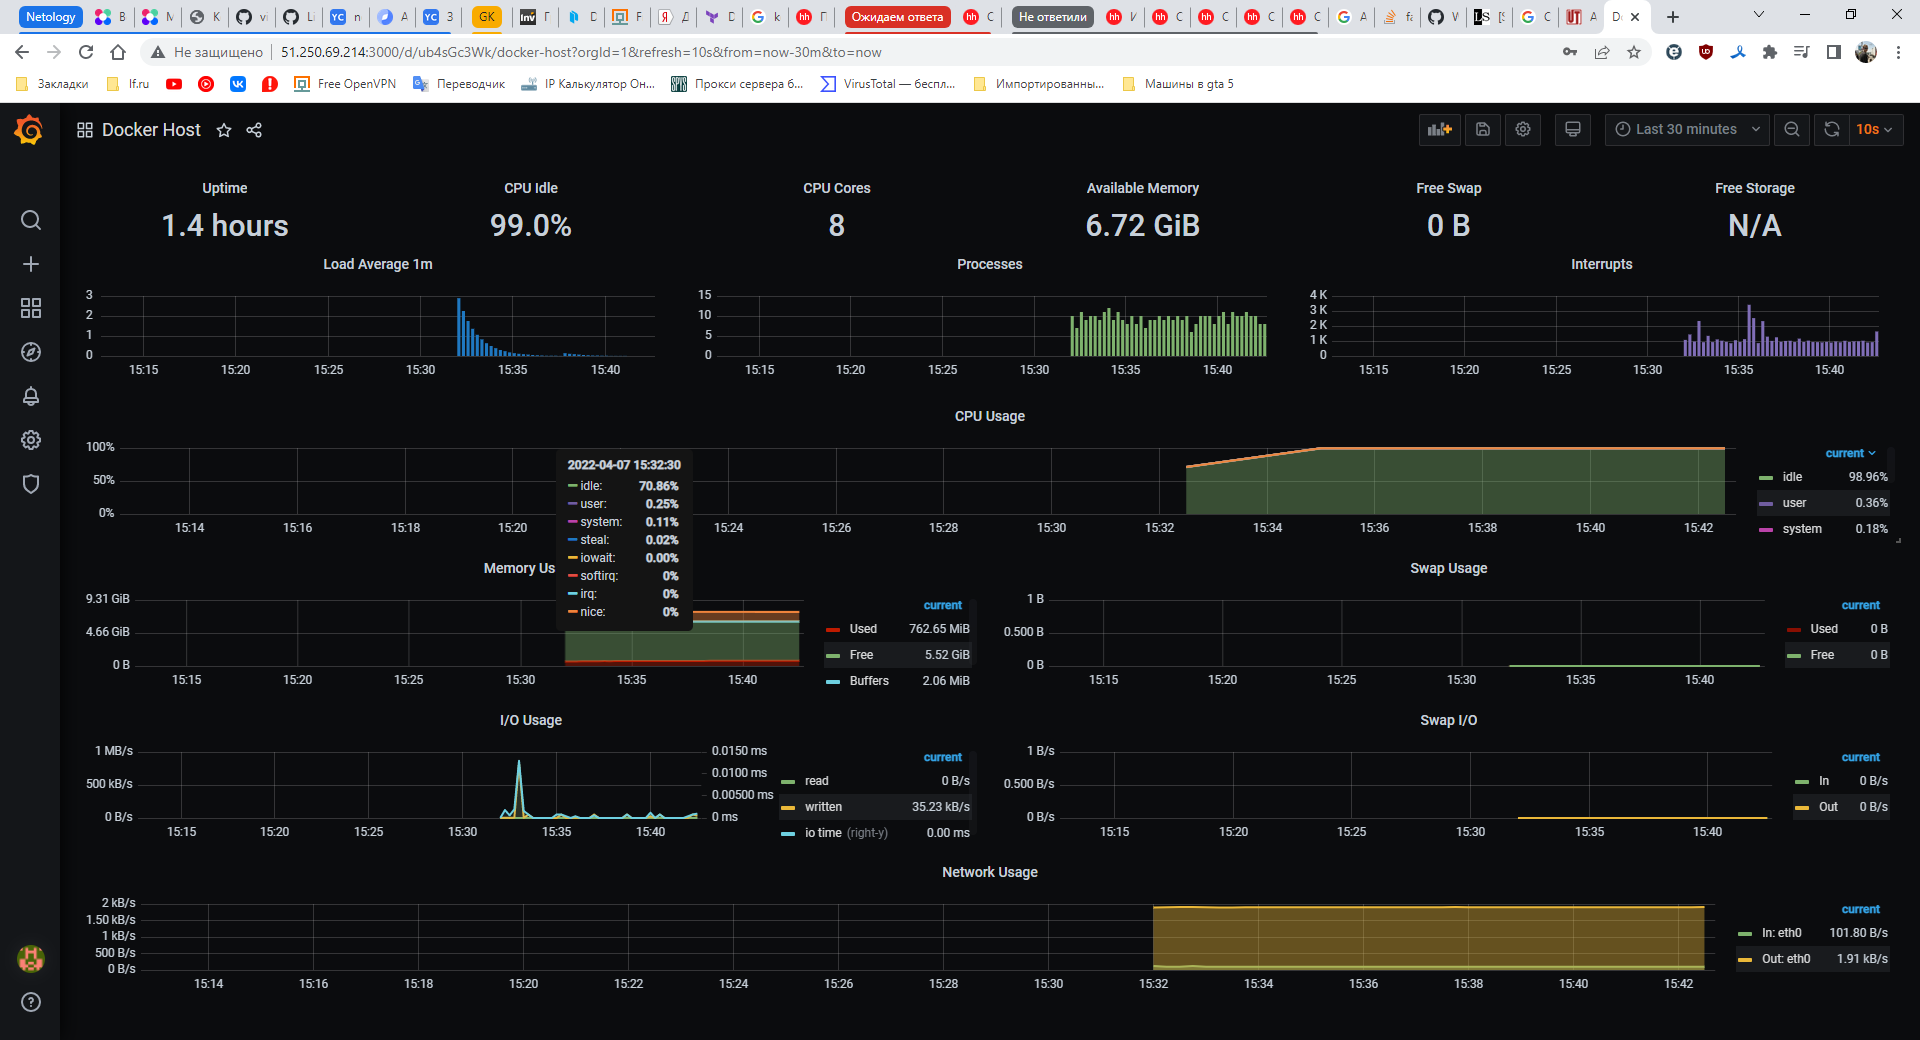 Netology
В
М
К
v
Li
YC
n
А
YC
З
GK
Inv
Г
D
F
Я
Д
D
G
k
hh
П
Ожидаем ответа
hh
С
Не ответили
hh
И
hh
С
hh
С
hh
С
hh
С
G
А
fa
V
LS
[S
G
С
UT
А
Do
Не защищено
51.250.69.214:3000/d/ub4sGc3Wk/docker-host?orgId=1&refresh=10s&from=now-30m&to=now
Закладки
lf.ru
Free OpenVPN
Переводчик
IP Калькулятор Он...
Прокси сервера б...
VirusTotal — беспл...
Импортированны...
Машины в gta 5
Docker Host
Last 30 minutes
10s
Uptime
1.4 hours
CPU Idle
99.0%
CPU Cores
8
Available Memory
6.72 GiB
Free Swap
0 B
Free Storage
N/A
Load Average 1m
3
2
1
0
15:15 15:20 15:25 15:30 15:35 15:40
Processes
15
10
5
0
15:15 15:20 15:25 15:30 15:35 15:40
Interrupts
4 K
3 K
2 K
1 K
0
15:15 15:20 15:25 15:30 15:35 15:40
CPU Usage
100%
50%
0%
15:14 15:16 15:18 15:20 15:24 15:26 15:28 15:30 15:32 15:34 15:36 15:38 15:40 15:42
current
idle 98.96%
user 0.36%
system 0.18%
2022-04-07 15:32:30
idle: 70.86%
user: 0.25%
system: 0.11%
steal: 0.02%
iowait: 0.00%
softirq: 0%
irq: 0%
nice: 0%
Memory Us
9.31 GiB
4.66 GiB
0 B
15:15 15:20 15:25 15:30 15:35 15:40
current
Used 762.65 MiB
Free 5.52 GiB
Buffers 2.06 MiB
Swap Usage
1 B
0.500 B
0 B
15:15 15:20 15:25 15:30 15:35 15:40
current
Used 0 B
Free 0 B
I/O Usage
1 MB/s
500 kB/s
0 B/s
0.0150 ms
0.0100 ms
0.00500 ms
0 ms
15:15 15:20 15:25 15:30 15:35 15:40
current
read 0 B/s
written 35.23 kB/s
io time (right-y) 0.00 ms
Swap I/O
1 B/s
0.500 B/s
0 B/s
15:15 15:20 15:25 15:30 15:35 15:40
current
In 0 B/s
Out 0 B/s
Network Usage
2 kB/s
1.50 kB/s
1 kB/s
500 B/s
0 B/s
15:14 15:16 15:18 15:20 15:22 15:24 15:26 15:28 15:30 15:32 15:34 15:36 15:38 15:40 15:42
current
In: eth0 101.80 B/s
Out: eth0 1.91 kB/s